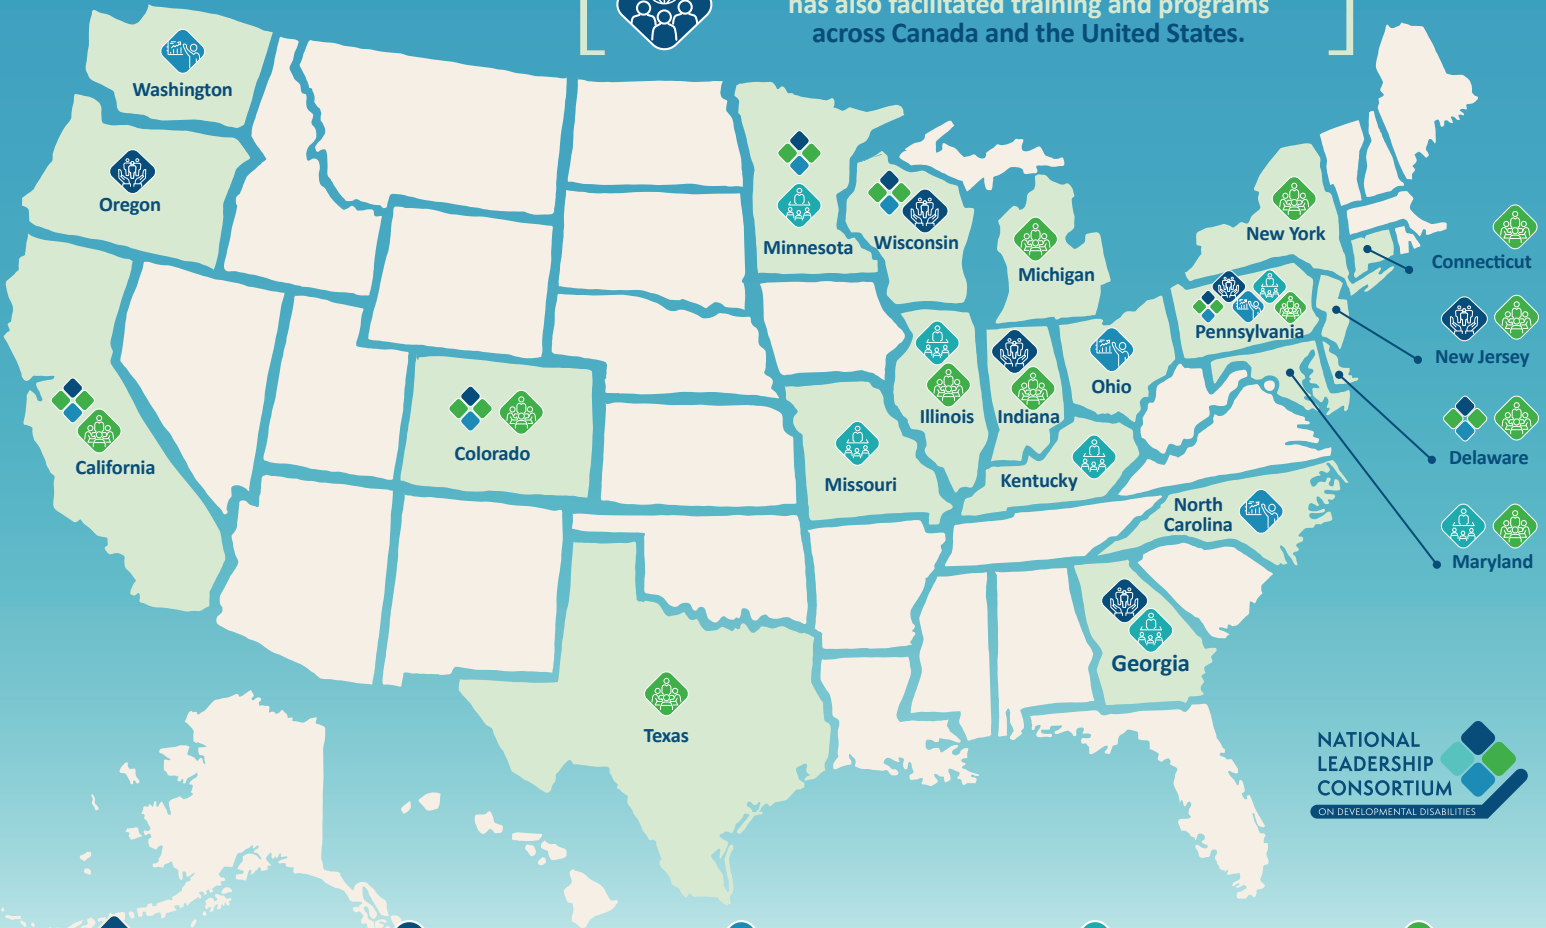 has also facilitated training and programs
across Canada and the United States.
Washington
Oregon
Minnesota
Wisconsin
Michigan
New York
Connecticut
Pennsylvania
New Jersey
California
Colorado
Missouri
Illinois
Indiana
Ohio
Kentucky
Delaware
North
Carolina
Maryland
Georgia
Texas
NATIONAL
LEADERSHIP
CONSORTIUM
ON DEVELOPMENTAL DISABILITIES